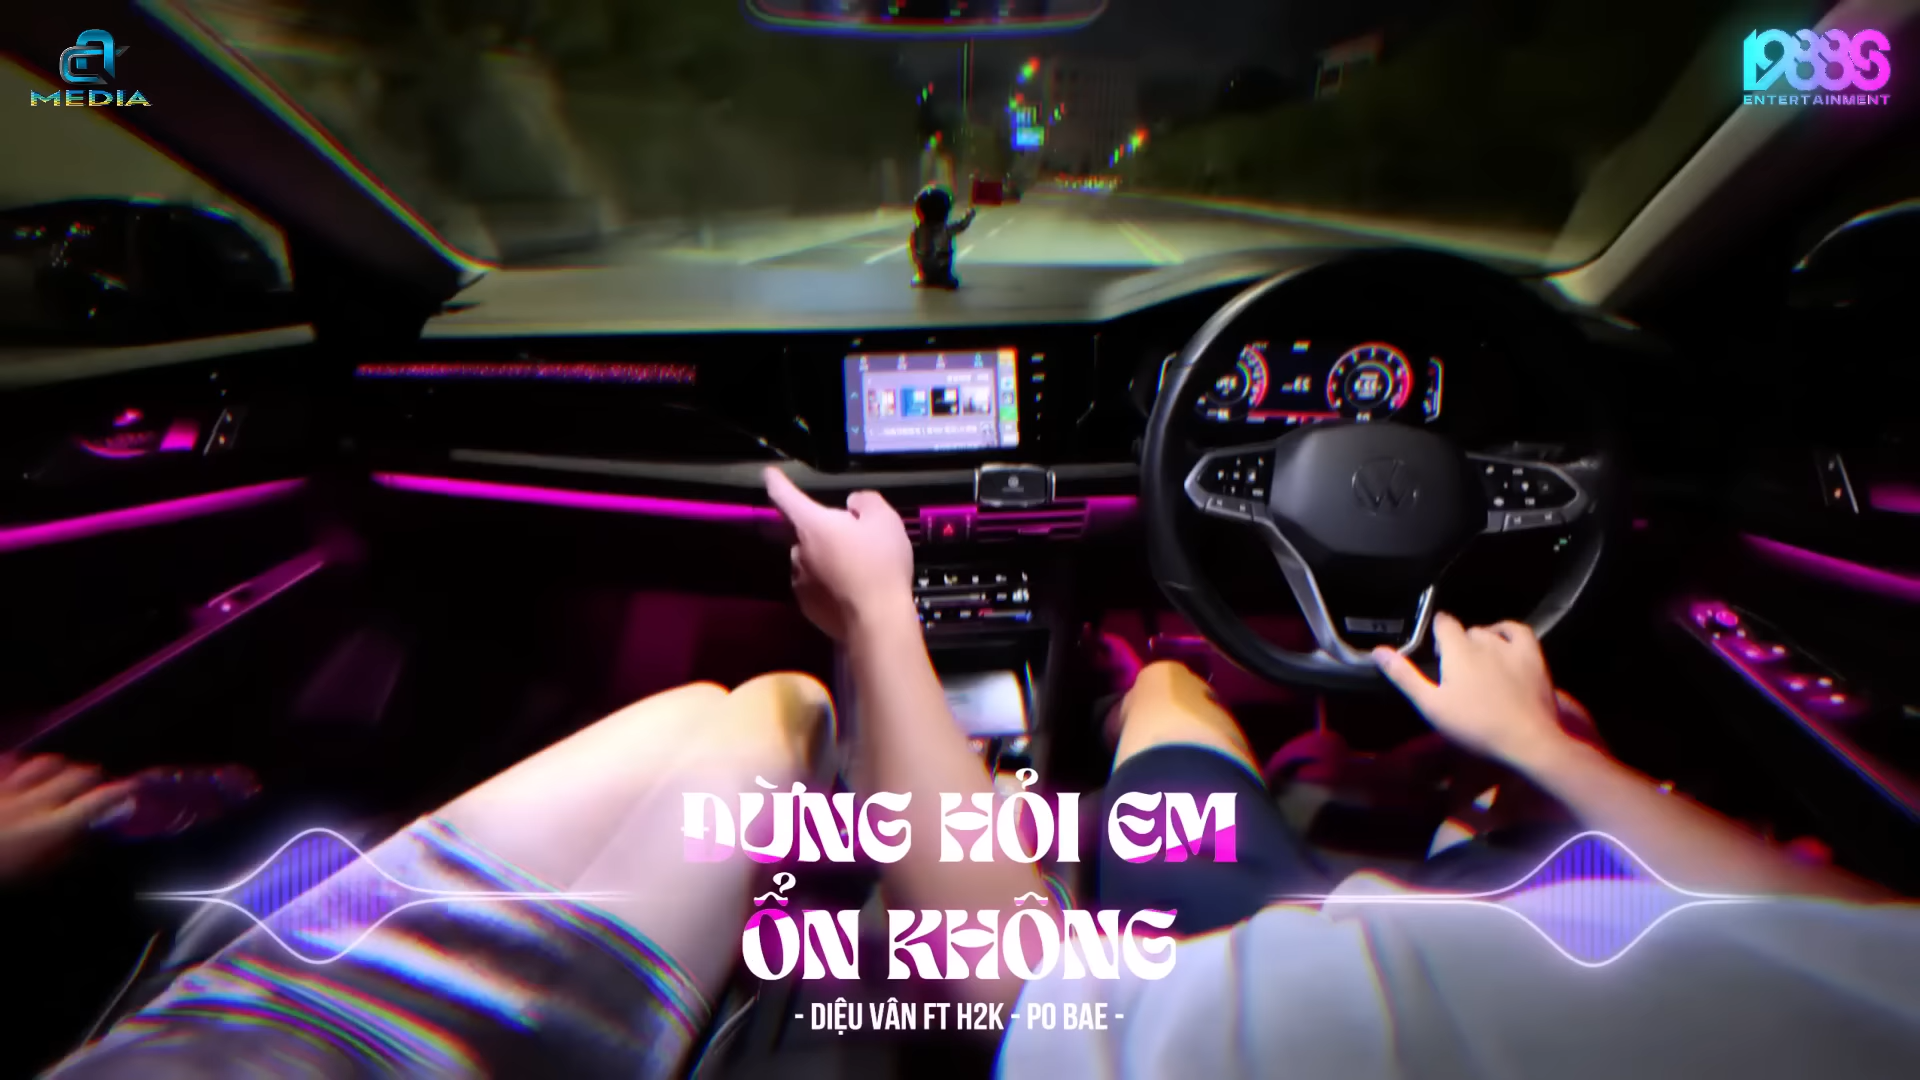 MEDIA
1988S
ENTERTAINMENT
ĐỪNG HỎI EM
ỔN KHÔNG
- DIỆU VÂN FT H2K - PO BAE -